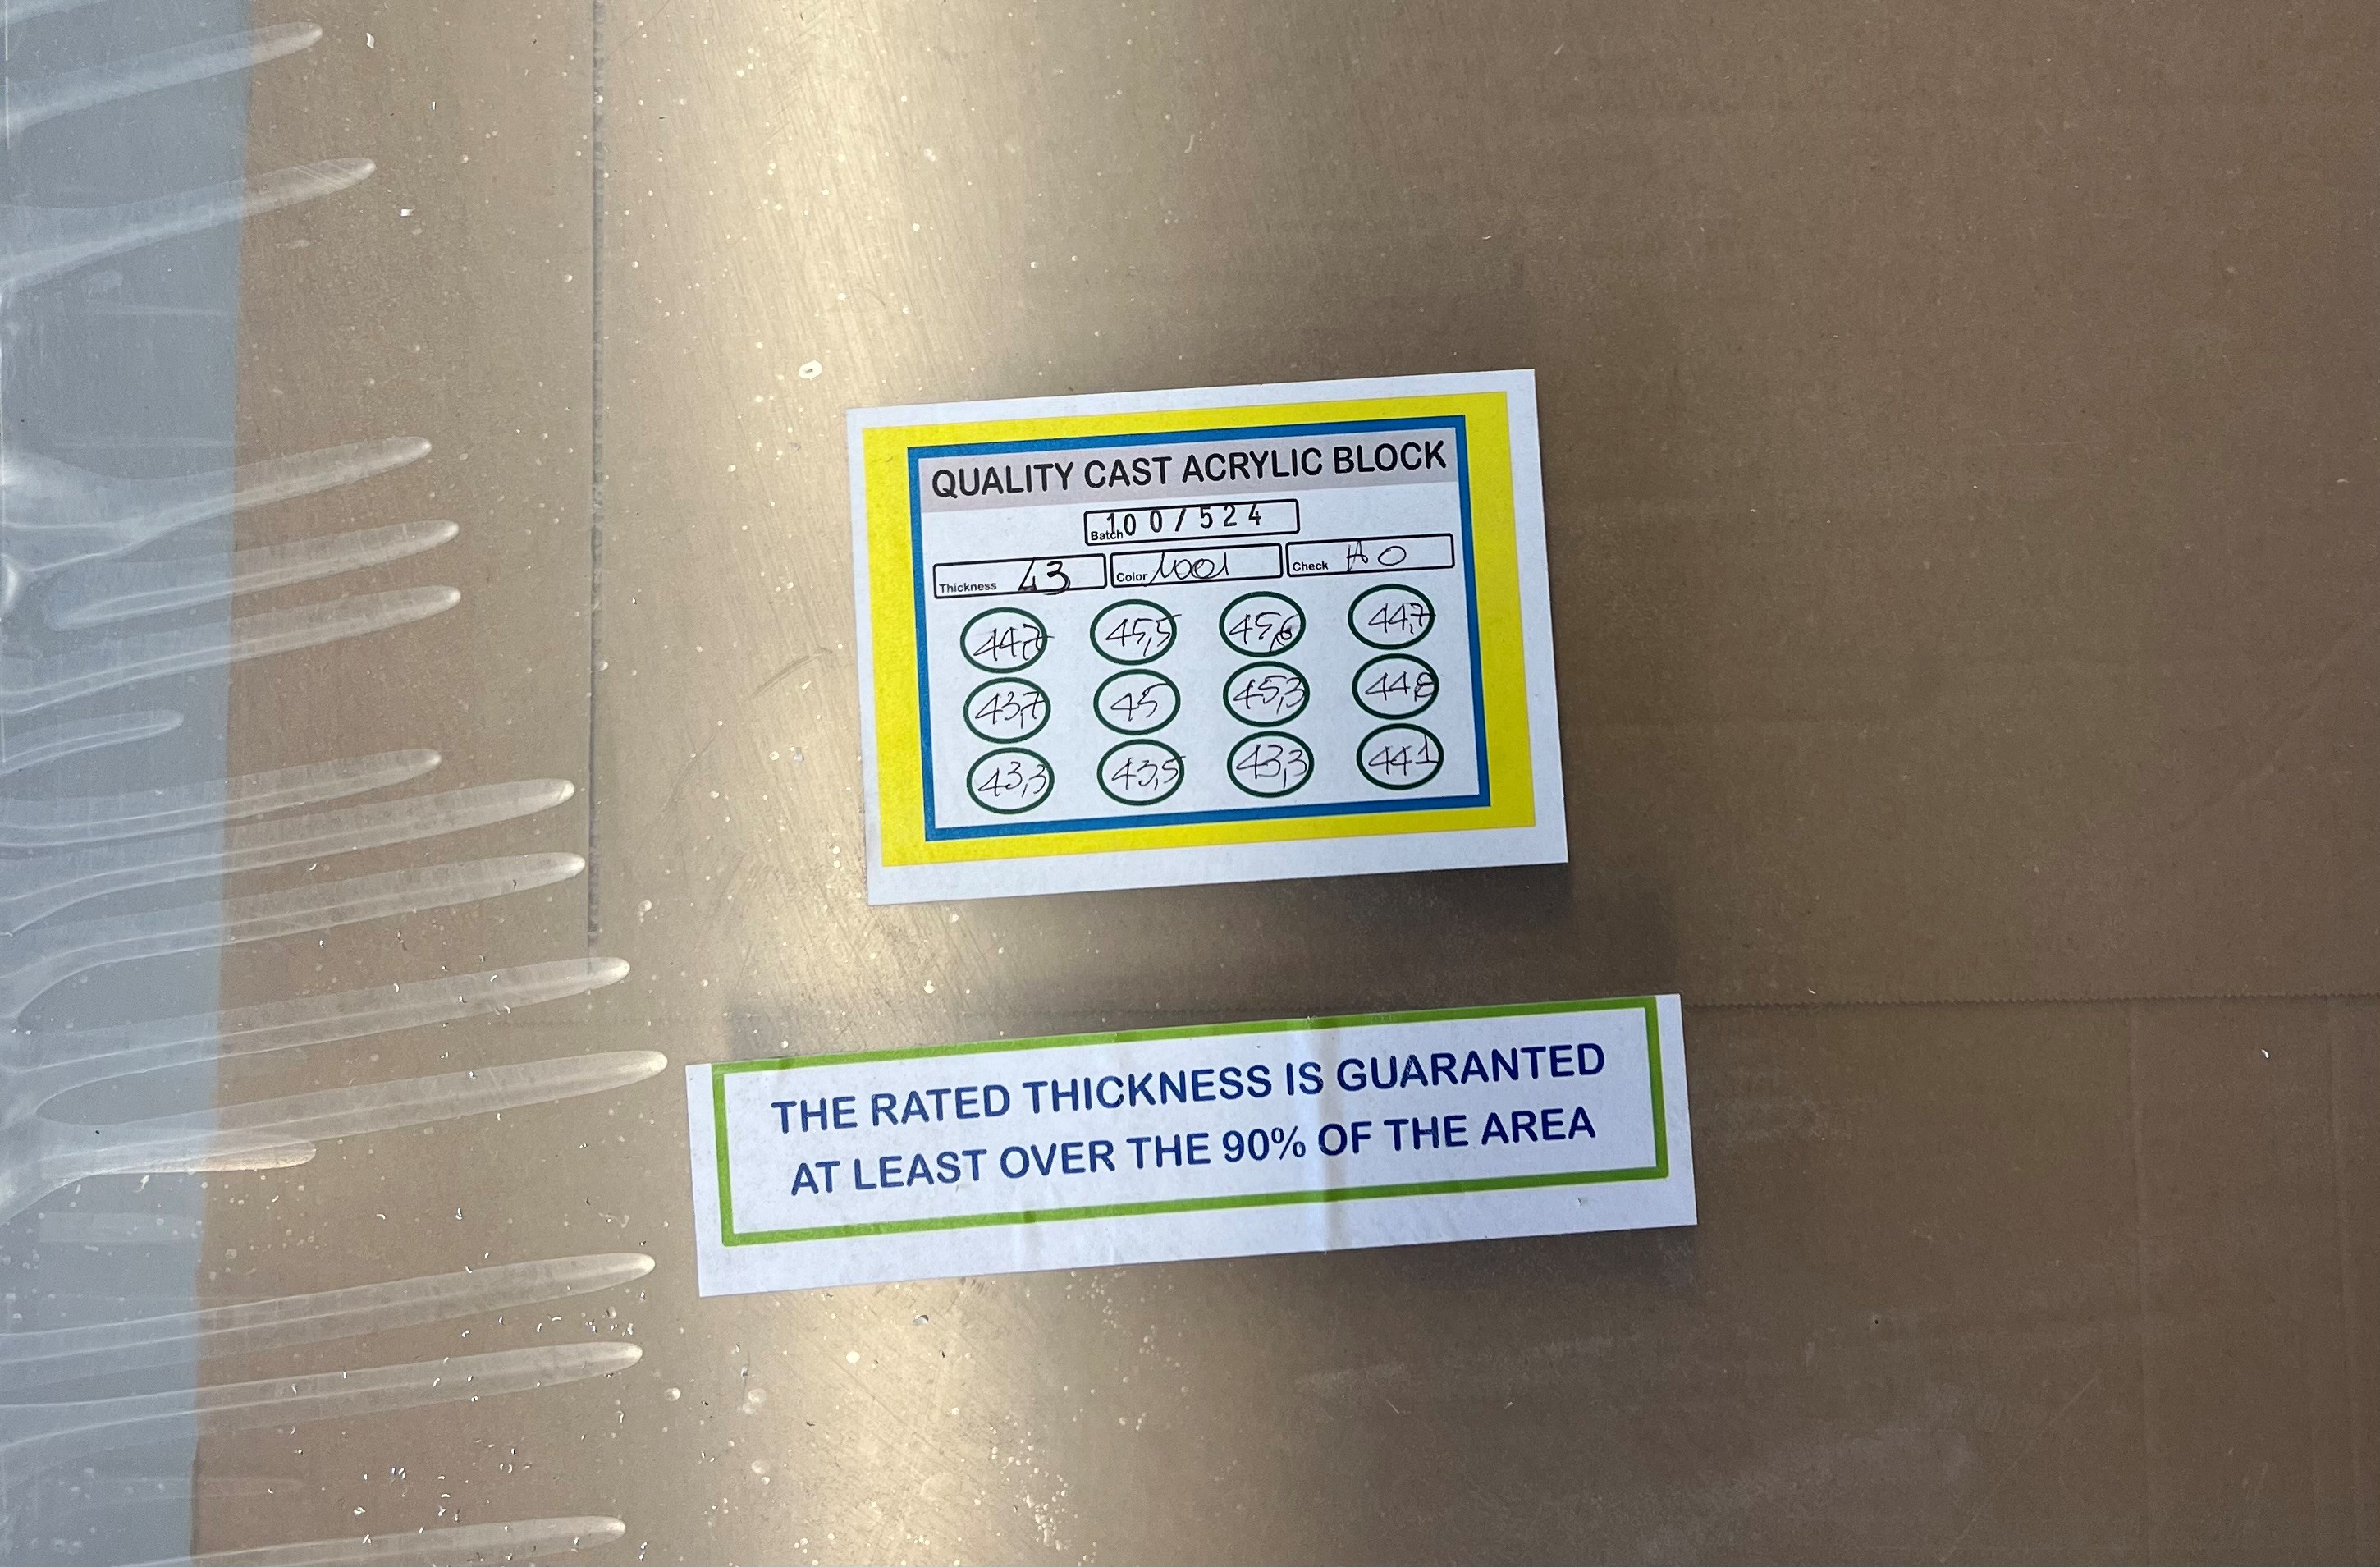 QUALITY CAST ACRYLIC BLOCK
Batch 100/524
Thickness 43 Color 1001 Check
44,7 45,5 45,6 44,7
43,7 45 45,3 44,8
43,3 43,5 43,3 44,1
THE RATED THICKNESS IS GUARANTED
AT LEAST OVER THE 90% OF THE AREA